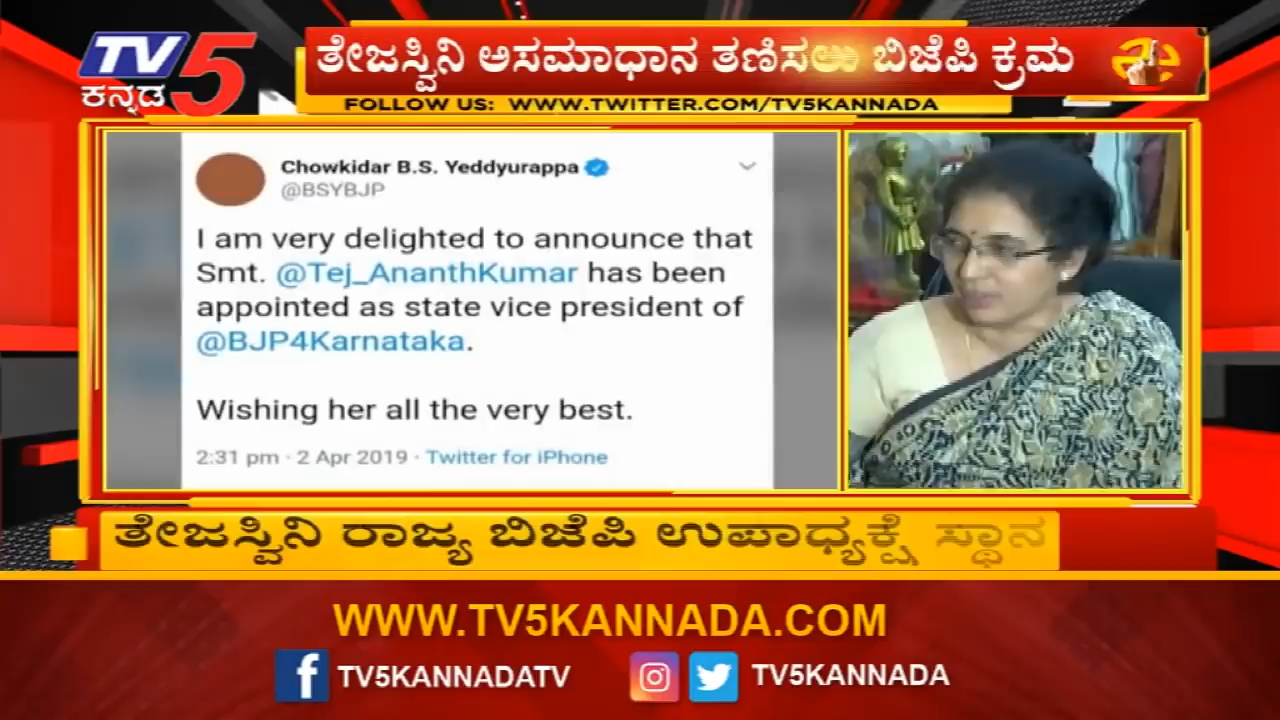 TV5
ಕನ್ನಡ
ತೇಜಸ್ವಿನಿ ಅಸಮಾಧಾನ ತಣಿಸಲು ಬಿಜೆಪಿ ಕ್ರಮ
FOLLOW US: WWW.TWITTER.COM/TV5KANNADA
Chowkidar B.S. Yeddyurappa
@BSYBJP
I am very delighted to announce that
Smt. @Tej_AnanthKumar has been
appointed as state vice president of
@BJP4Karnataka.
Wishing her all the very best.
2:31 pm · 2 Apr 2019 · Twitter for iPhone
ತೇಜಸ್ವಿನಿ ರಾಜ್ಯ ಬಿಜೆಪಿ ಉಪಾಧ್ಯಕ್ಷೆ ಸ್ಥಾನ
WWW.TV5KANNADA.COM
TV5KANNADATV
TV5KANNADA